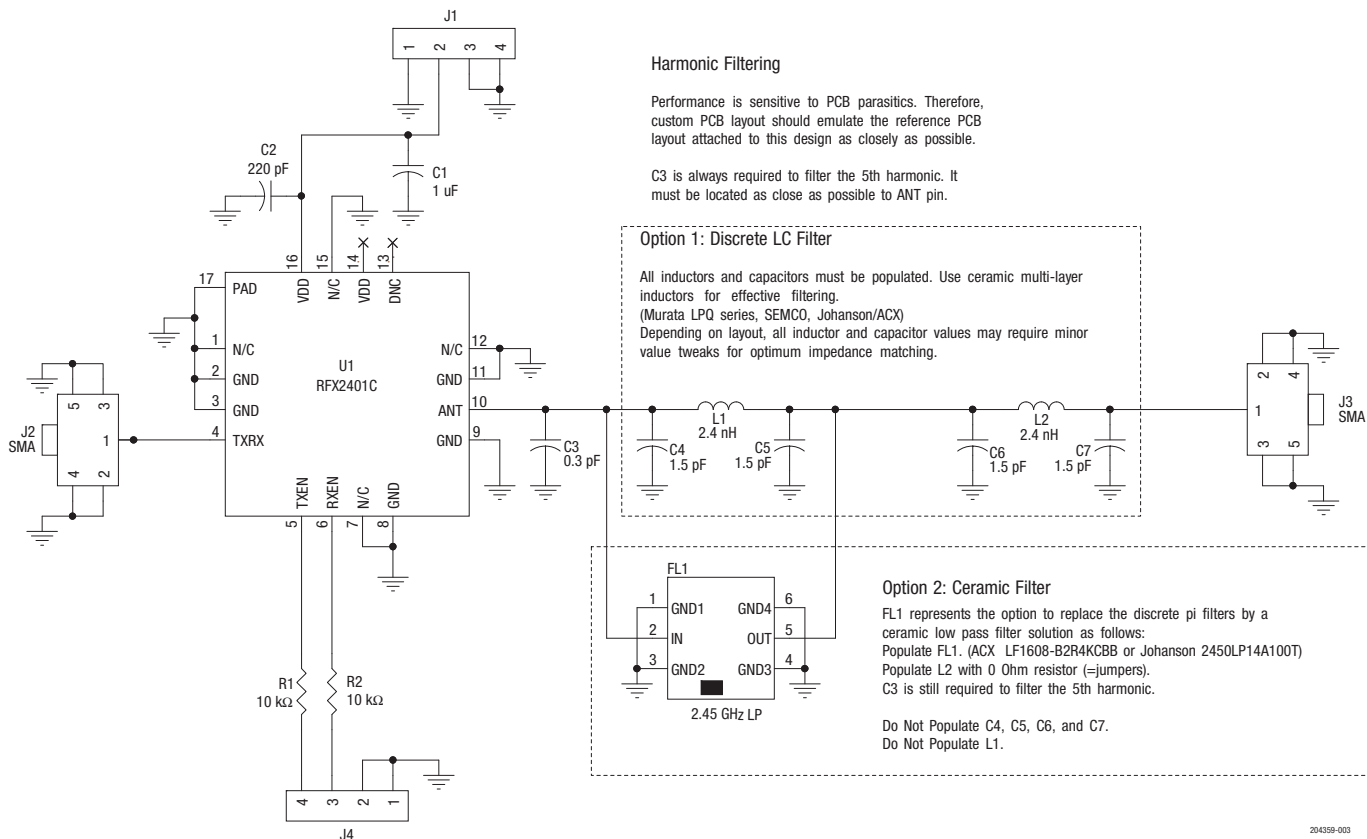 J1
1 2 3 4
Harmonic Filtering
Performance is sensitive to PCB parasitics. Therefore,
custom PCB layout should emulate the reference PCB
layout attached to this design as closely as possible.
C3 is always required to filter the 5th harmonic. It
must be located as close as possible to ANT pin.
C2
220 pF
C1
1 uF
Option 1: Discrete LC Filter
All inductors and capacitors must be populated. Use ceramic multi-layer
inductors for effective filtering.
(Murata LPQ series, SEMCO, Johanson/ACX)
Depending on layout, all inductor and capacitor values may require minor
value tweaks for optimum impedance matching.
16 15 14 13
VDD N/C VDD DNC
17 PAD
1 N/C
2 GND
3 GND
4 TXRX
U1
RFX2401C
N/C 12
GND 11
ANT 10
GND 9
TXEN RXEN N/C GND
5 6 7 8
J2
SMA
5 3
1
4 2
C3
0.3 pF
C4
1.5 pF
L1
2.4 nH
C5
1.5 pF
C6
1.5 pF
L2
2.4 nH
C7
1.5 pF
2 4
1
3 5
J3
SMA
FL1
1 GND1 GND4 6
2 IN OUT 5
3 GND2 GND3 4
2.45 GHz LP
Option 2: Ceramic Filter
FL1 represents the option to replace the discrete pi filters by a
ceramic low pass filter solution as follows:
Populate FL1. (ACX LF1608-B2R4KCBB or Johanson 2450LP14A100T)
Populate L2 with 0 Ohm resistor (=jumpers).
C3 is still required to filter the 5th harmonic.
Do Not Populate C4, C5, C6, and C7.
Do Not Populate L1.
R1
10 kΩ
R2
10 kΩ
4 3 2 1
J4
204359-003